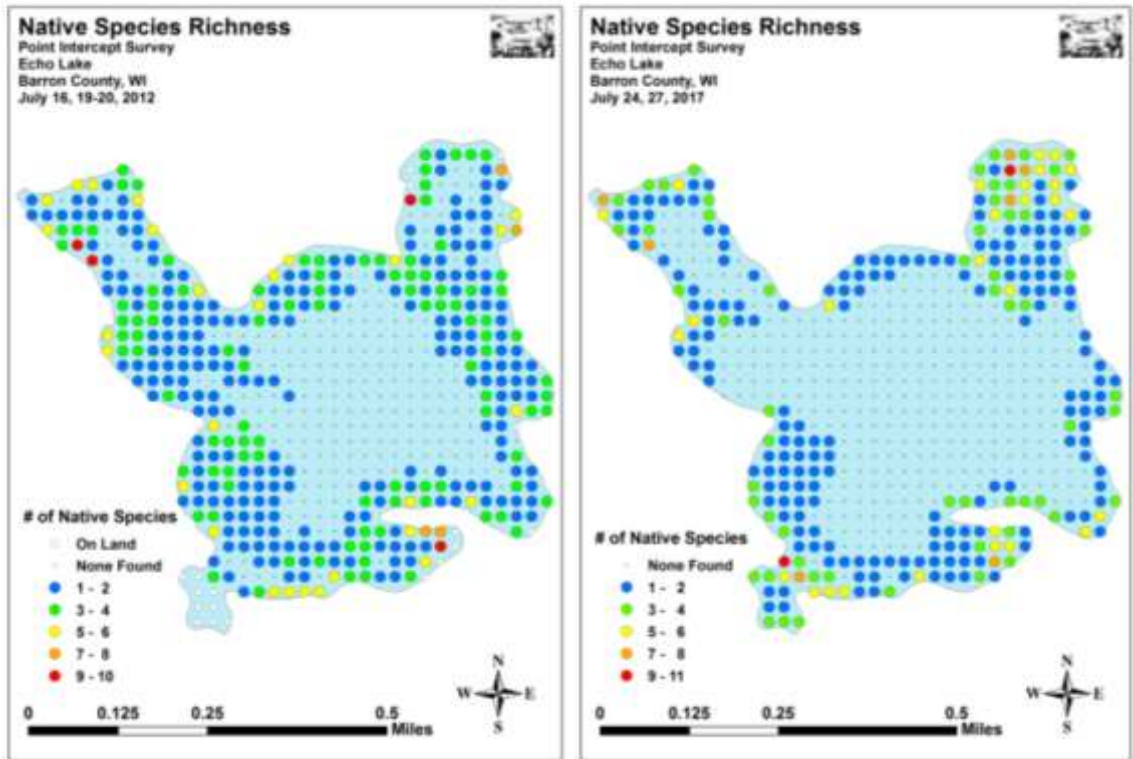 Native Species Richness
Point Intercept Survey
Echo Lake
Barron County, WI
July 16, 19-20, 2012
# of Native Species
On Land
None Found
1 - 2
3 - 4
5 - 6
7 - 8
9 - 10
N
W E
S
0 0.125 0.25 0.5
Miles
Native Species Richness
Point Intercept Survey
Echo Lake
Barron County, WI
July 24, 27, 2017
# of Native Species
None Found
1 - 2
3 - 4
5 - 6
7 - 8
9 - 11
N
W E
S
0 0.125 0.25 0.5
Miles